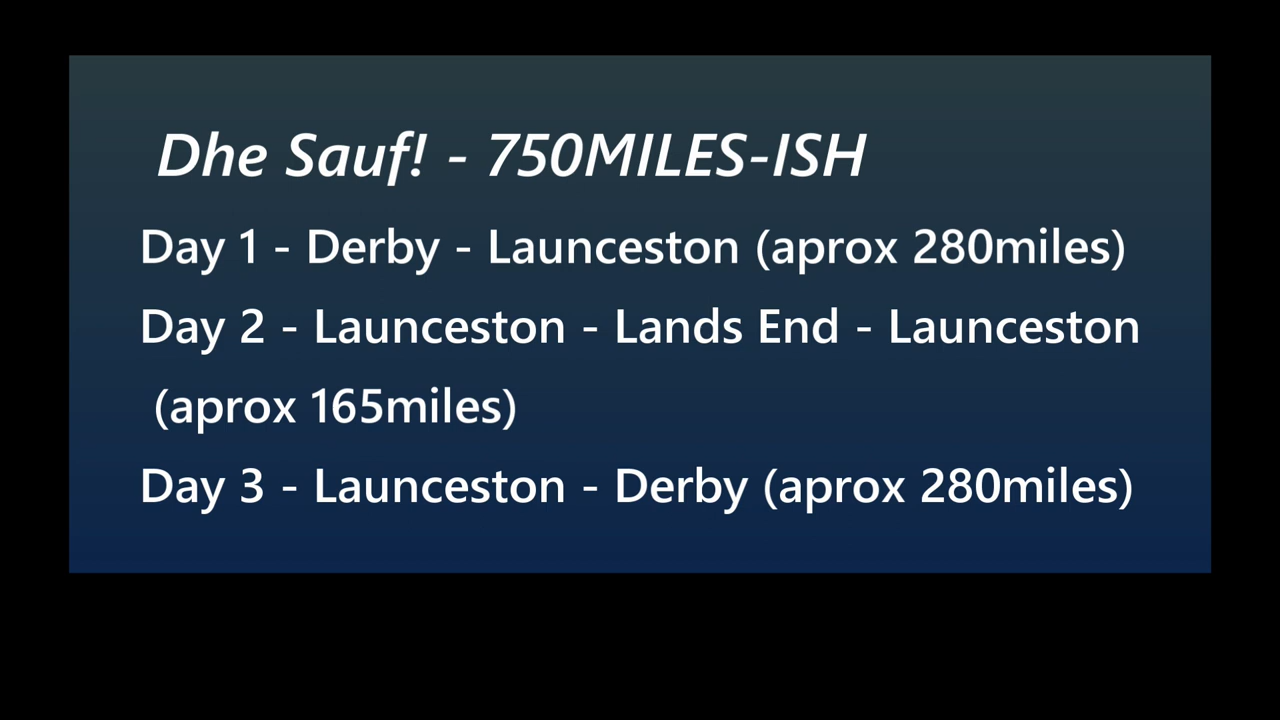 Dhe Sauf! - 750MILES-ISH
Day 1 - Derby - Launceston (aprox 280miles)
Day 2 - Launceston - Lands End - Launceston
(aprox 165miles)
Day 3 - Launceston - Derby (aprox 280miles)